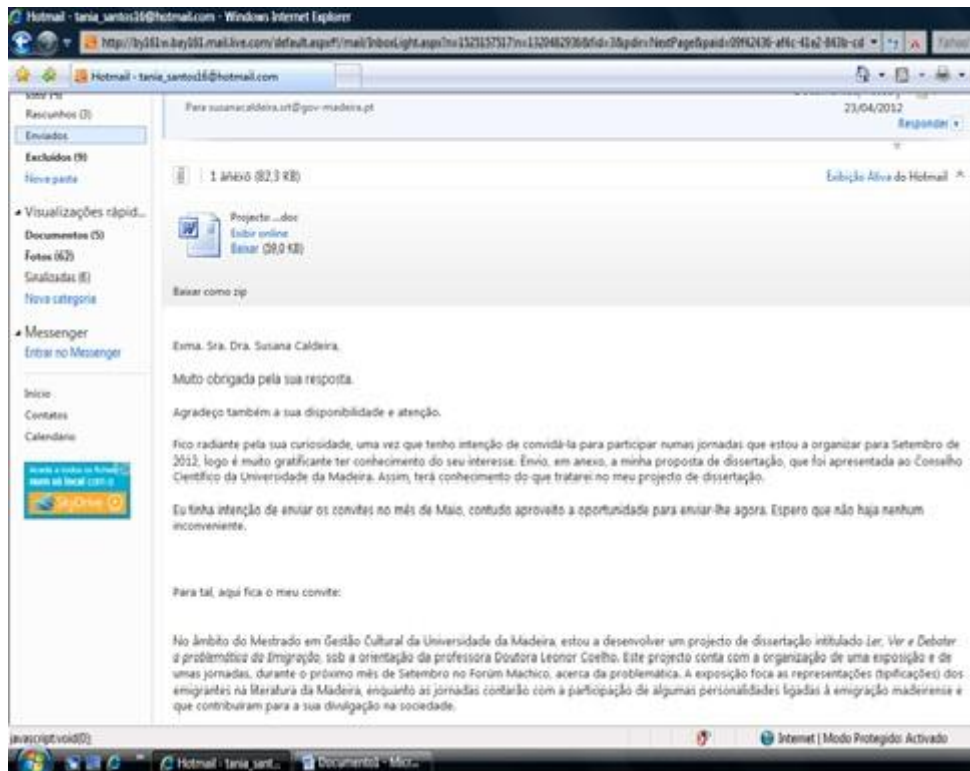 Hotmail - tania_santos16@hotmail.com - Windows Internet Explorer
Hotmail - tania_santos16@hotmail.com
Rascunhos (3)
Enviados
Excluídos (9)
Nova pasta
Para susanacaldeira.srt@gov-madeira.pt
23/04/2012
Responder
1 anexo (82,3 KB)
Exibição Ativa do Hotmail
Visualizações rápid...
Documentos (5)
Fotos (62)
Sinalizadas (6)
Nova categoria
Projecto ...doc
Exibir online
Baixar (59,0 KB)
Baixar como zip
Messenger
Entrar no Messenger
Início
Contatos
Calendário
SkyDrive
Exma. Sra. Dra. Susana Caldeira,
Muito obrigada pela sua resposta.
Agradeço também a sua disponibilidade e atenção.
Fico radiante pela sua curiosidade, uma vez que tenho intenção de convidá-la para participar numas jornadas que estou a organizar para Setembro de
2012, logo é muito gratificante ter conhecimento do seu interesse. Envio, em anexo, a minha proposta de dissertação, que foi apresentada ao Conselho
Científico da Universidade da Madeira. Assim, terá conhecimento do que tratarei no meu projecto de dissertação.
Eu tinha intenção de enviar os convites no mês de Maio, contudo aproveito a oportunidade para enviar-lhe agora. Espero que não haja nenhum
inconveniente.
Para tal, aqui fica o meu convite:
No âmbito do Mestrado em Gestão Cultural da Universidade da Madeira, estou a desenvolver um projecto de dissertação intitulado Ler, Ver e Debater
a problemática da Emigração, sob a orientação da professora Doutora Leonor Coelho. Este projecto conta com a organização de uma exposição e de
umas jornadas, durante o próximo mês de Setembro no Forúm Machico, acerca da problemática. A exposição foca as representações (tipificações) dos
emigrantes na literatura da Madeira, enquanto as jornadas contarão com a participação de algumas personalidades ligadas à emigração madeirense e
que contribuíram para a sua divulgação na sociedade.
javascript:void(0);
Internet | Modo Protegido: Activado
Hotmail - tania_sant...
Documento1 - Micr...